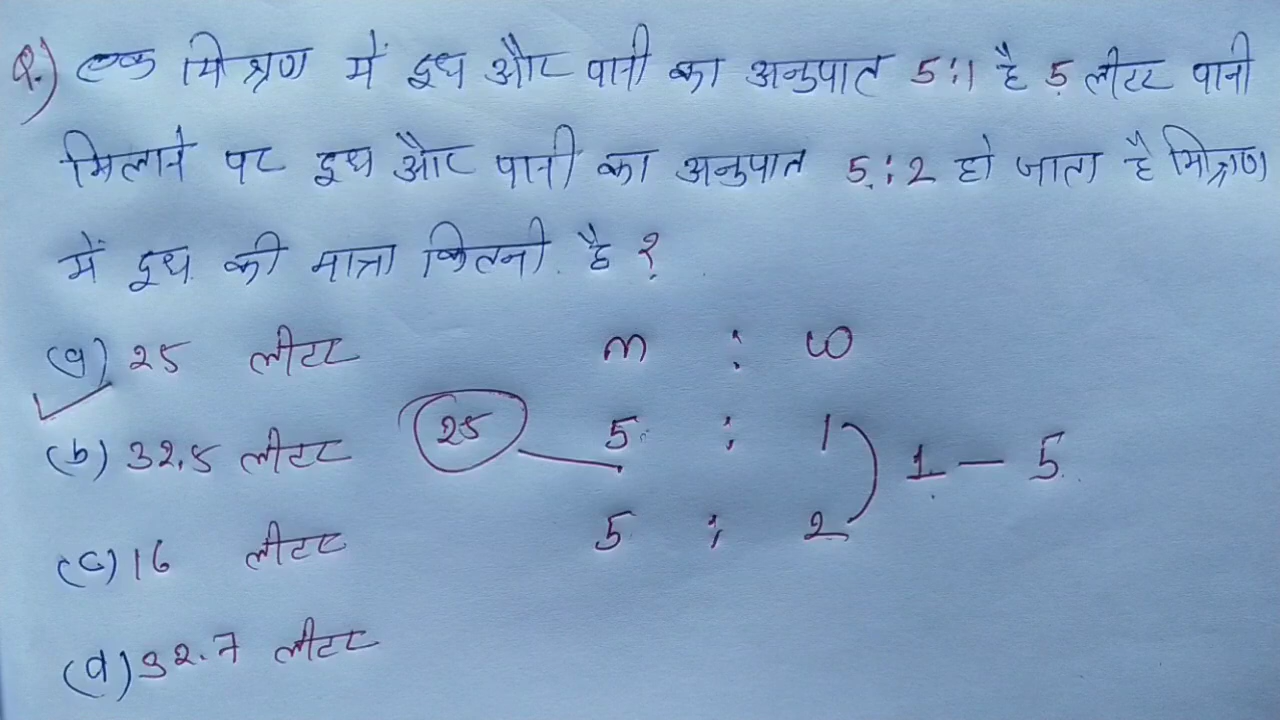 Q.) एक मिश्रण में दूध और पानी का अनुपात 5:1 है 5 लीटर पानी
मिलाने पर दूध और पानी का अनुपात 5:2 हो जाता है मिश्रण
में दूध की मात्रा कितनी है ?
(a) 25 लीटर
(b) 32.5 लीटर
(c) 16 लीटर
(d) 32.7 लीटर
m : w
25 5 : 1
1 — 5
5 : 2